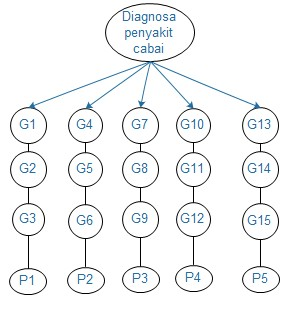 Diagnosa
penyakit
cabai
G1 G4 G7 G10 G13
G2 G5 G8 G11 G14
G3 G6 G9 G12 G15
P1 P2 P3 P4 P5